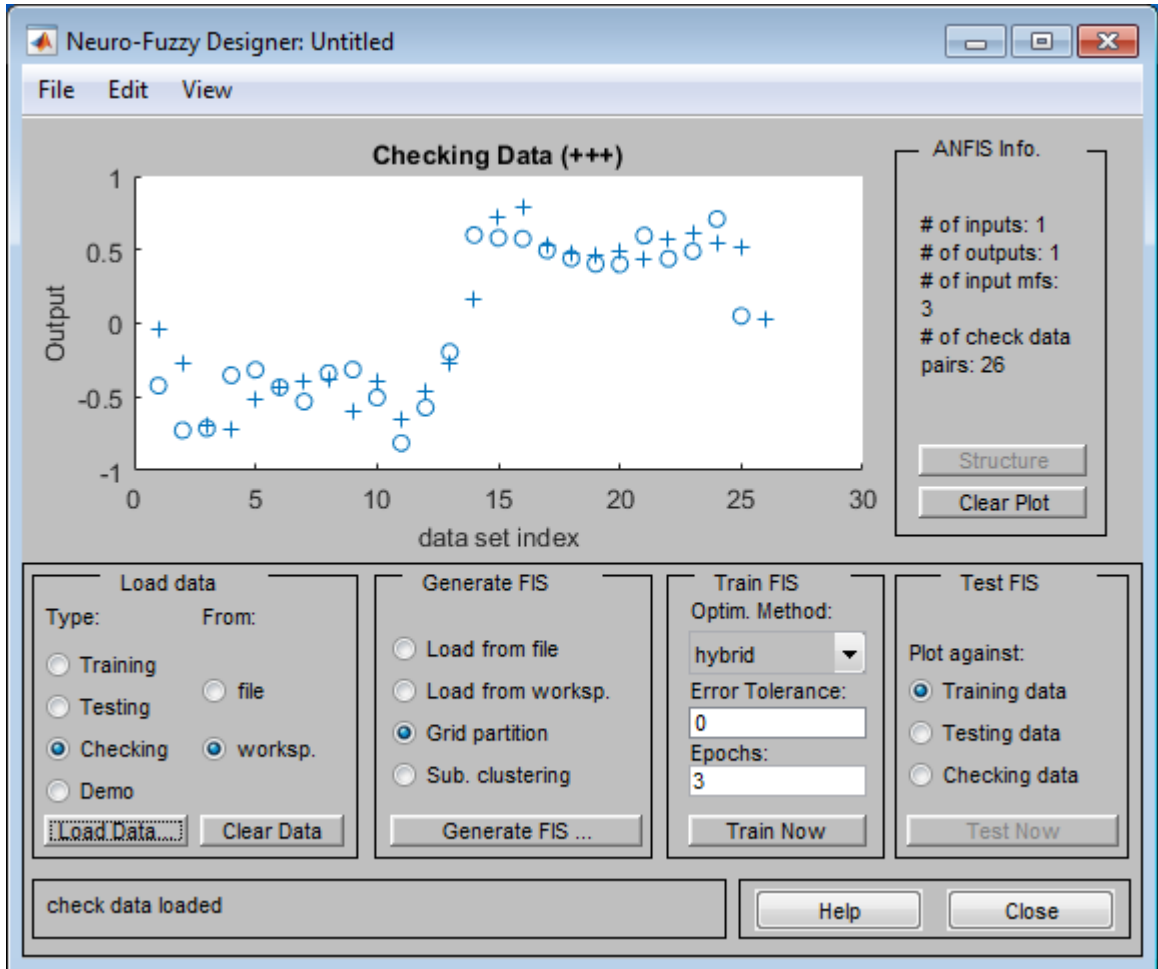 Neuro-Fuzzy Designer: Untitled
File Edit View
Checking Data (+++)
1
0.5
0
-0.5
-1
Output
0 5 10 15 20 25 30
data set index
ANFIS Info.
# of inputs: 1
# of outputs: 1
# of input mfs:
3
# of check data
pairs: 26
Structure
Clear Plot
Load data
Type: From:
Training
file
Testing
Checking
worksp.
Demo
Load Data... Clear Data
Generate FIS
Load from file
Load from worksp.
Grid partition
Sub. clustering
Generate FIS ...
Train FIS
Optim. Method:
hybrid
Error Tolerance:
0
Epochs:
3
Train Now
Test FIS
Plot against:
Training data
Testing data
Checking data
Test Now
check data loaded
Help Close